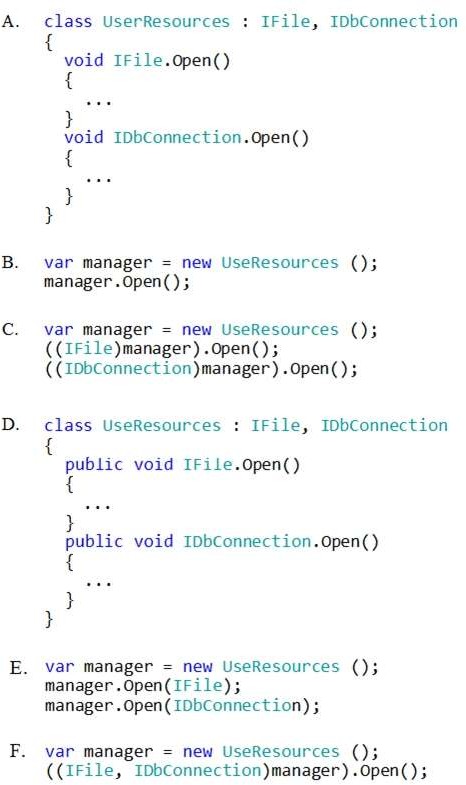 A. class UserResources : IFile, IDbConnection
{
void IFile.Open()
{
...
}
void IDbConnection.Open()
{
...
}
}
B. var manager = new UseResources ();
manager.Open();
C. var manager = new UseResources ();
((IFile)manager).Open();
((IDbConnection)manager).Open();
D. class UseResources : IFile, IDbConnection
{
public void IFile.Open()
{
...
}
public void IDbConnection.Open()
{
...
}
}
E. var manager = new UseResources ();
manager.Open(IFile);
manager.Open(IDbConnection);
F. var manager = new UseResources ();
((IFile, IDbConnection)manager).Open();